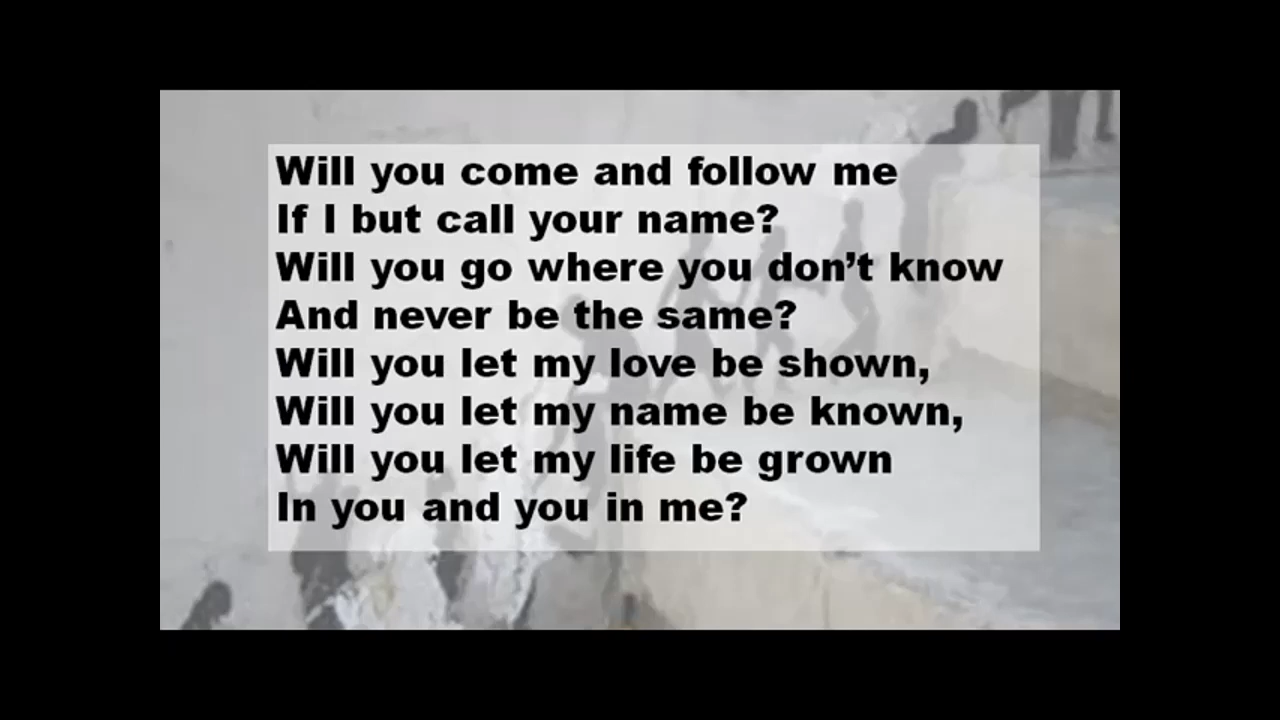 Will you come and follow me
If I but call your name?
Will you go where you don’t know
And never be the same?
Will you let my love be shown,
Will you let my name be known,
Will you let my life be grown
In you and you in me?